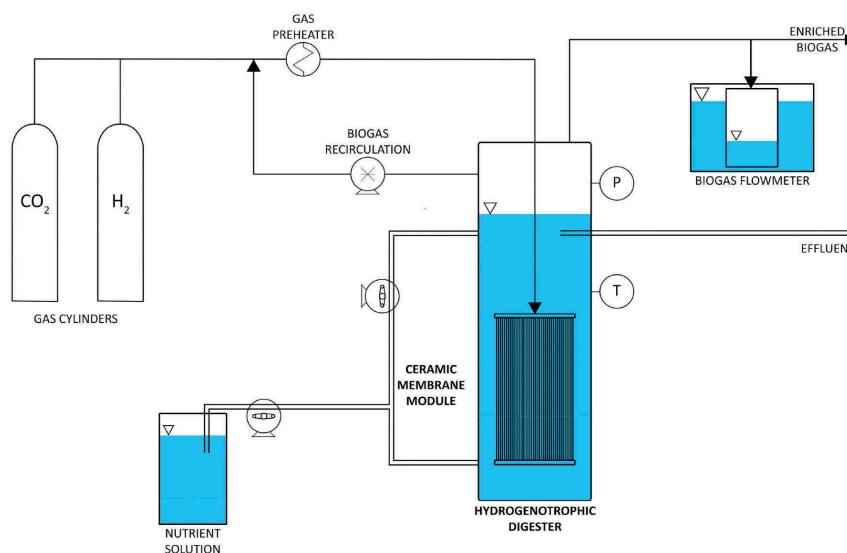 GAS
PREHEATER
ENRICHED
BIOGAS
BIOGAS
RECIRCULATION
CO2
H2
P
BIOGAS FLOWMETER
EFFLUEN
T
GAS CYLINDERS
CERAMIC
MEMBRANE
MODULE
HYDROGENOTROPHIC
DIGESTER
NUTRIENT
SOLUTION